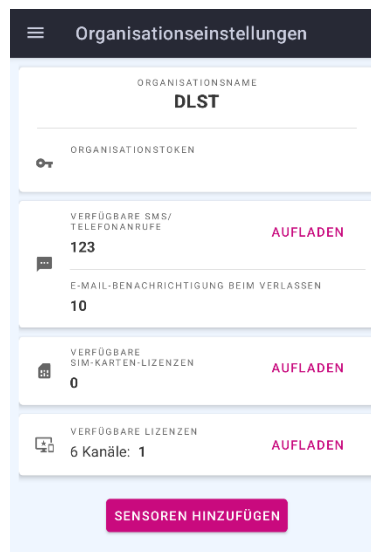 Organisationseinstellungen
ORGANISATIONSNAME
DLST
ORGANISATIONSTOKEN
VERFÜGBARE SMS/
TELEFONANRUFE
123
AUFLADEN
E-MAIL-BENACHRICHTIGUNG BEIM VERLASSEN
10
VERFÜGBARE
SIM-KARTEN-LIZENZEN
0
AUFLADEN
VERFÜGBARE LIZENZEN
6 Kanäle: 1
AUFLADEN
SENSOREN HINZUFÜGEN